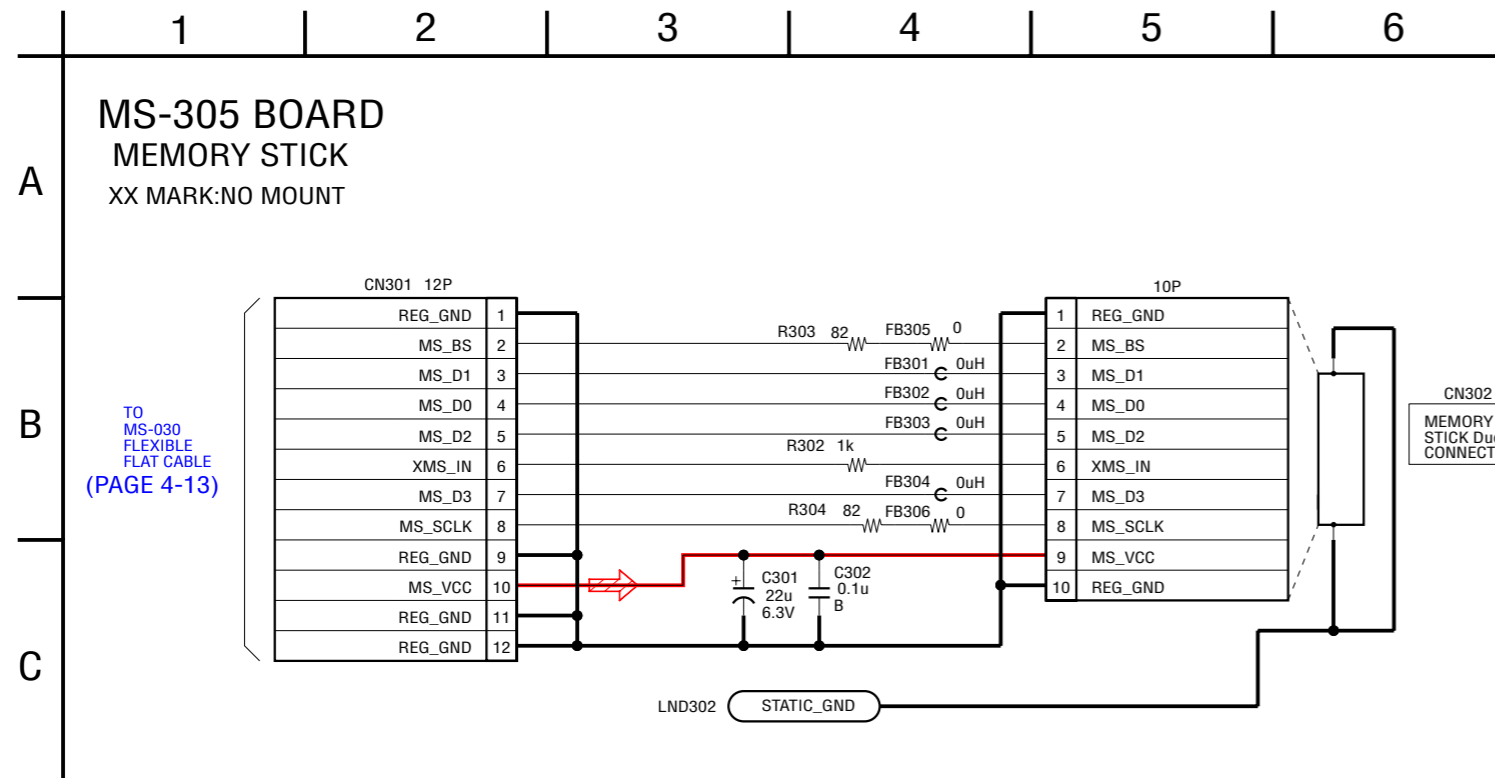 1 2 3 4 5 6
MS-305 BOARD
MEMORY STICK
XX MARK:NO MOUNT
A
B
C
TO
MS-030
FLEXIBLE
FLAT CABLE
(PAGE 4-13)
CN301 12P
REG_GND 1
MS_BS 2
MS_D1 3
MS_D0 4
MS_D2 5
XMS_IN 6
MS_D3 7
MS_SCLK 8
REG_GND 9
MS_VCC 10
REG_GND 11
REG_GND 12
R303 82 FB305 0
FB301 0uH
FB302 0uH
FB303 0uH
R302 1k
FB304 0uH
R304 82 FB306 0
+ C301
22u
6.3V
C302
0.1u
B
10P
1 REG_GND
2 MS_BS
3 MS_D1
4 MS_D0
5 MS_D2
6 XMS_IN
7 MS_D3
8 MS_SCLK
9 MS_VCC
10 REG_GND
CN302
MEMORY
STICK
LND302 STATIC_GND